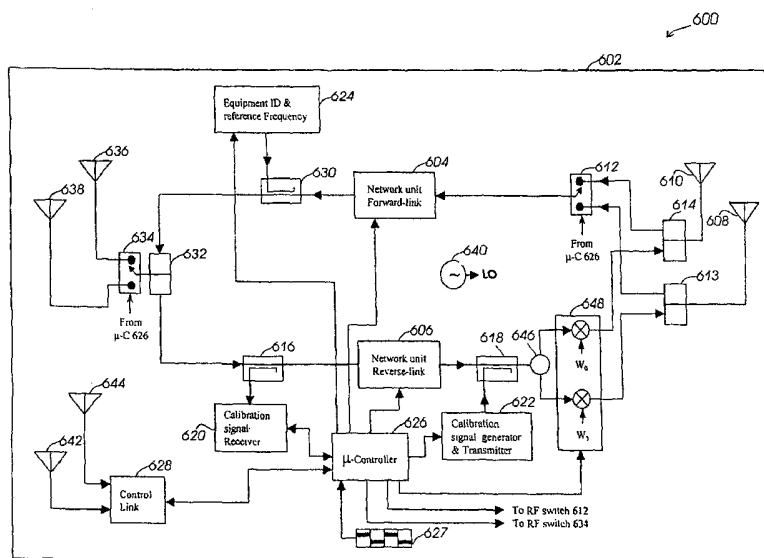 600
602
624
Equipment ID &
reference Frequency
636
638
630
604
Network unit
Forward-link
612
610
614
608
634
632
From
μ-C 626
640
~
LO
From
μ-C 626
613
648
606
646
616
Network unit
Reverse-link
618
W₀
644
622
Calibration
signal-
Receiver
620
626
μ-Controller
Calibration
signal generator
& Transmitter
W₁
642
628
Control
Link
To RF switch 612
To RF switch 634
627